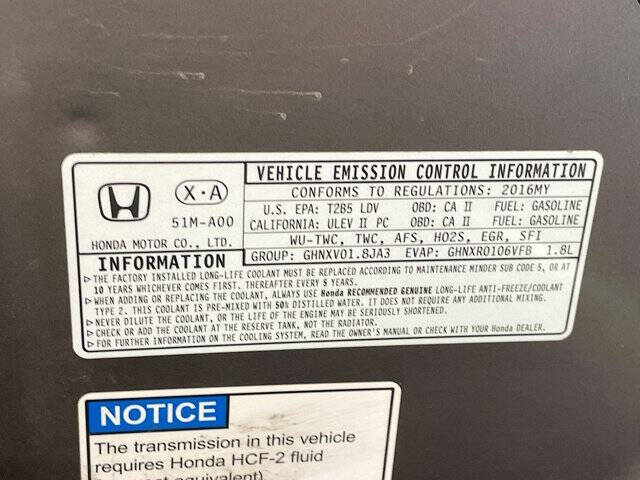 VEHICLE EMISSION CONTROL INFORMATION
X·A
CONFORMS TO REGULATIONS: 2016MY
51M-A00
U.S. EPA: T2B5 LDV OBD: CA II FUEL: GASOLINE
CALIFORNIA: ULEV II PC OBD: CA II FUEL: GASOLINE
HONDA MOTOR CO., LTD.
WU-TWC, TWC, AFS, HO2S, EGR, SFI
INFORMATION
GROUP: GHNXV01.8JA3 EVAP: GHNXR0106VFB 1.8L
▷THE FACTORY INSTALLED LONG-LIFE COOLANT MUST BE REPLACED ACCORDING TO MAINTENANCE MINDER SUB CODE 5, OR AT
10 YEARS WHICHEVER COMES FIRST. THEREAFTER EVERY 5 YEARS.
▷WHEN ADDING OR REPLACING THE COOLANT, ALWAYS USE Honda RECOMMENDED GENUINE LONG-LIFE ANTI-FREEZE/COOLANT
TYPE 2. THIS COOLANT IS PRE-MIXED WITH 50% DISTILLED WATER. IT DOES NOT REQUIRE ANY ADDITIONAL MIXING.
▷NEVER DILUTE THE COOLANT, OR THE LIFE OF THE ENGINE MAY BE SERIOUSLY SHORTENED.
▷CHECK OR ADD THE COOLANT AT THE RESERVE TANK, NOT THE RADIATOR.
▷FOR FURTHER INFORMATION ON THE COOLING SYSTEM, READ THE OWNER'S MANUAL OR CHECK WITH YOUR Honda DEALER.
NOTICE
The transmission in this vehicle
requires Honda HCF-2 fluid
equivalent)